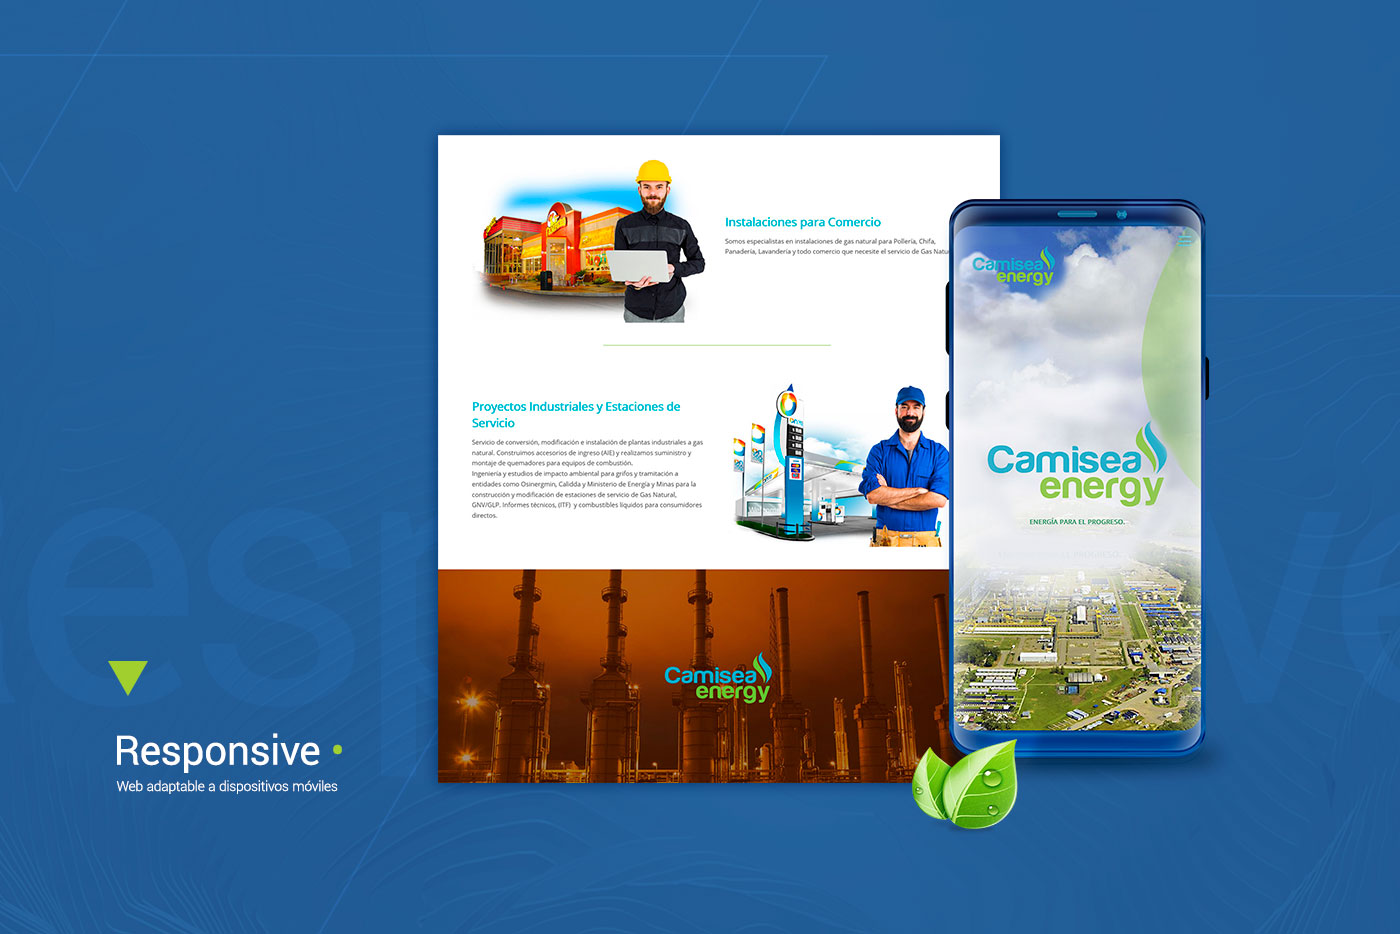 Instalaciones para Comercio
Somos especialistas en instalaciones de gas natural para Pollería, Chifa,
Panadería, Lavandería y todo comercio que necesite el servicio de Gas Natu
Proyectos Industriales y Estaciones de
Servicio
Servicio de conversión, modificación e instalación de plantas industriales a gas
natural. Construimos accesorios de ingreso (AIE) y realizamos suministro y
montaje de quemadores para equipos de combustión.
Ingeniería y estudios de impacto ambiental para grifos y tramitación a
entidades como Osinergmin, Calidda y Ministerio de Energía y Minas para la
construcción y modificación de estaciones de servicio de Gas Natural,
GNV/GLP. Informes técnicos, (ITF) y combustibles líquidos para consumidores
directos.
Camisea
energy
Camisea
energy
Camisea
energy
ENERGÍA PARA EL PROGRESO.
Responsive
Web adaptable a dispositivos móviles